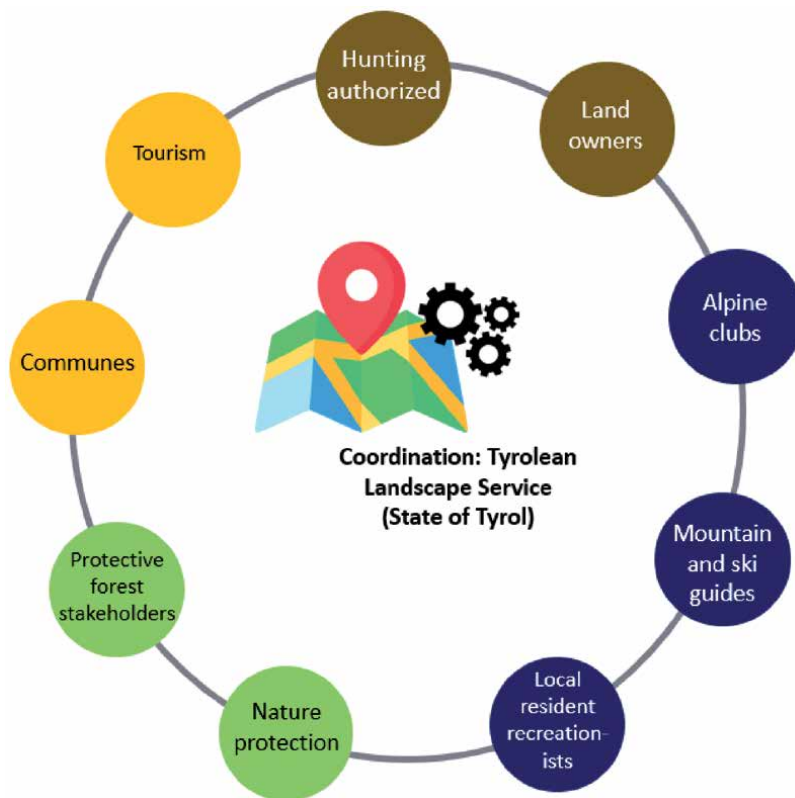 Hunting
authorized
Land
owners
Tourism
Alpine
clubs
Communes
Coordination: Tyrolean
Landscape Service
(State of Tyrol)
Mountain
and ski
guides
Protective
forest
stakeholders
Local
resident
recreation-
ists
Nature
protection